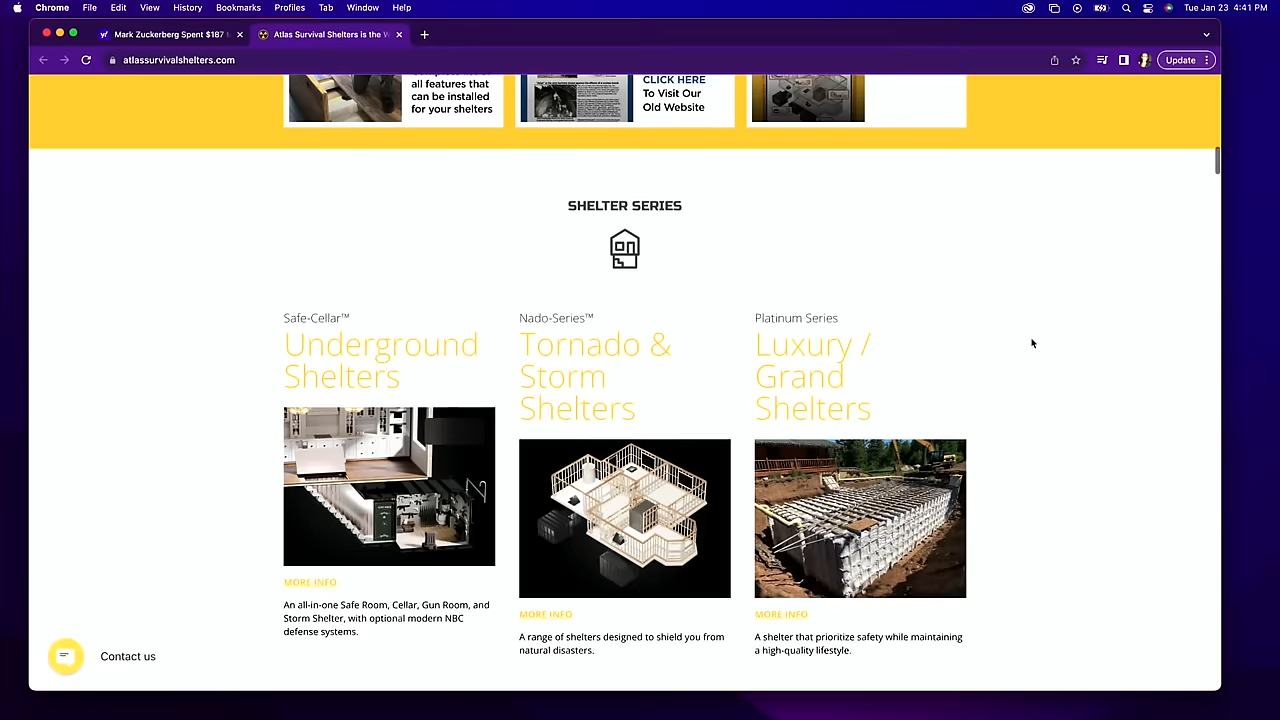 Chrome File Edit View History Bookmarks Profiles Tab Window Help Tue Jan 23 4:41 PM
Mark Zuckerberg Spent $187 Atlas Survival Shelters is the W
atlassurvivalshelters.com Update
all features that
can be installed
for your shelters
CLICK HERE
To Visit Our
Old Website
SHELTER SERIES
Safe-Cellar™
Underground
Shelters
MORE INFO
An all-in-one Safe Room, Cellar, Gun Room, and
Storm Shelter, with optional modern NBC
defense systems.
Nado-Series™
Tornado &
Storm
Shelters
MORE INFO
A range of shelters designed to shield you from
natural disasters.
Platinum Series
Luxury /
Grand
Shelters
MORE INFO
A shelter that prioritize safety while maintaining
a high-quality lifestyle.
Contact us